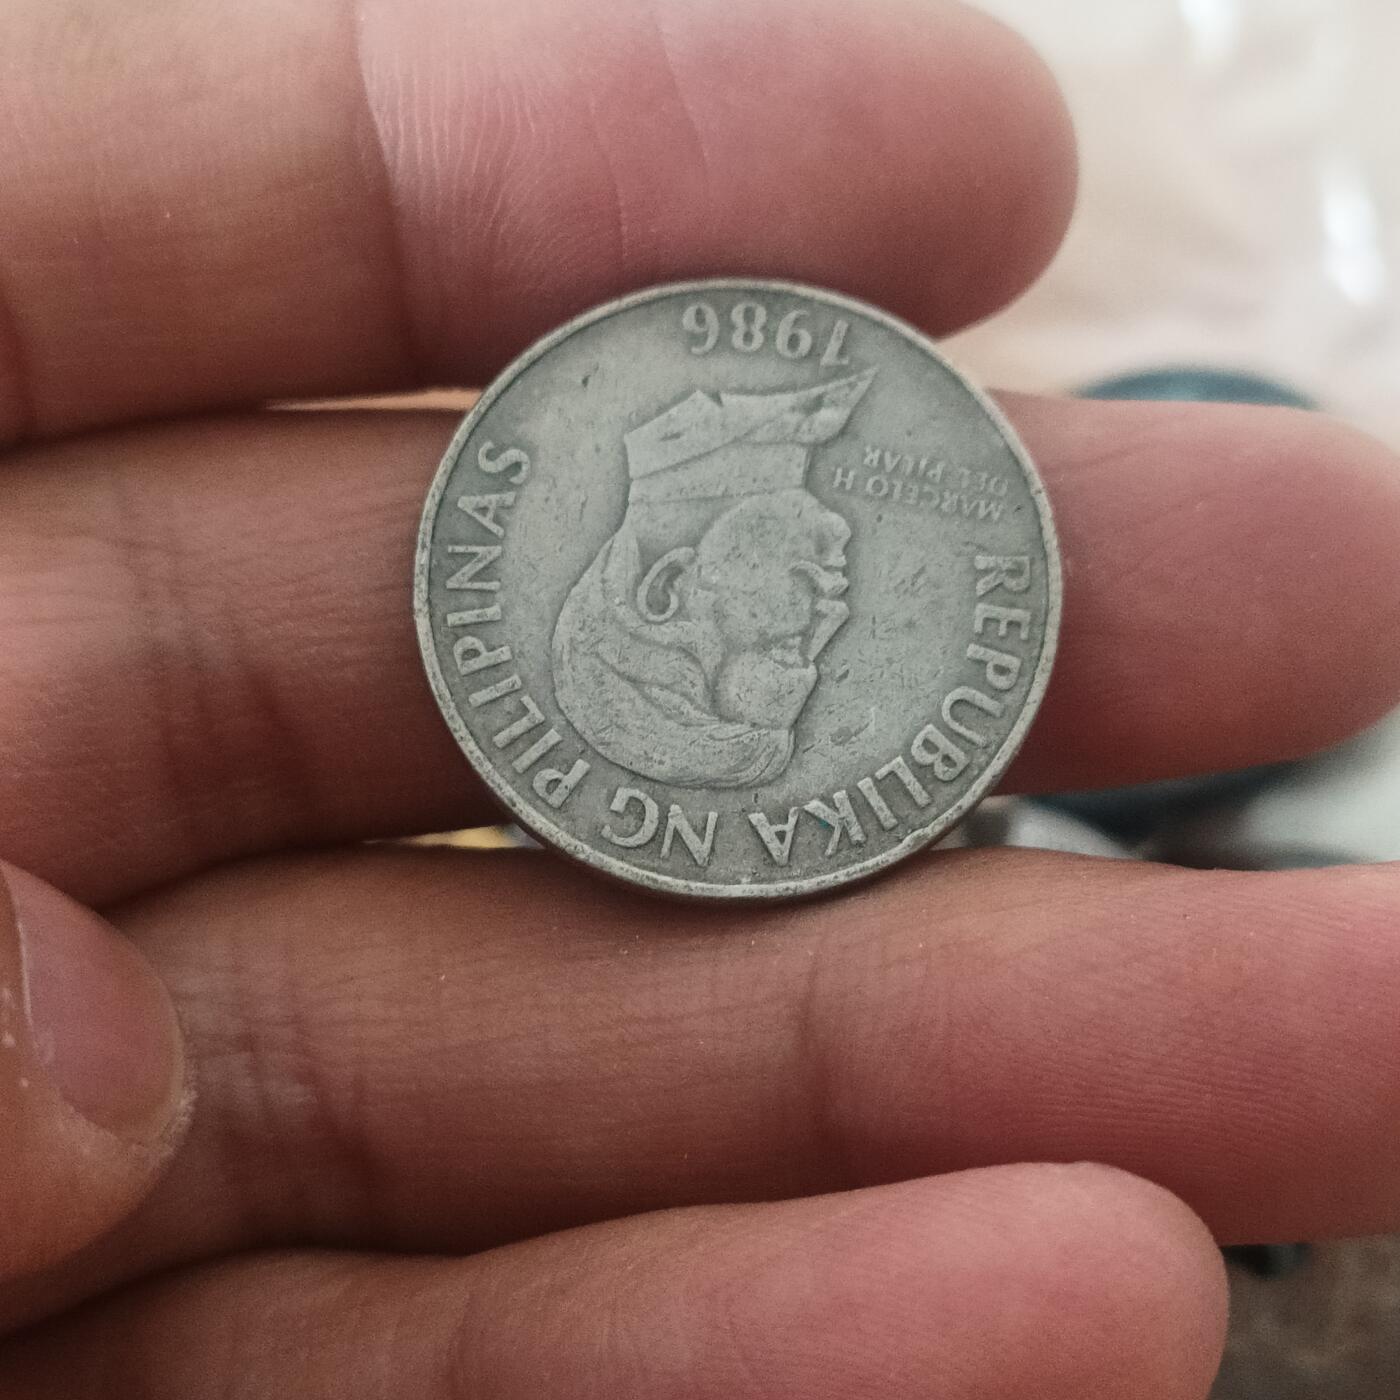 REPUBLIKA NG PILIPINAS
MARCELO H.
DEL PILAR
1986